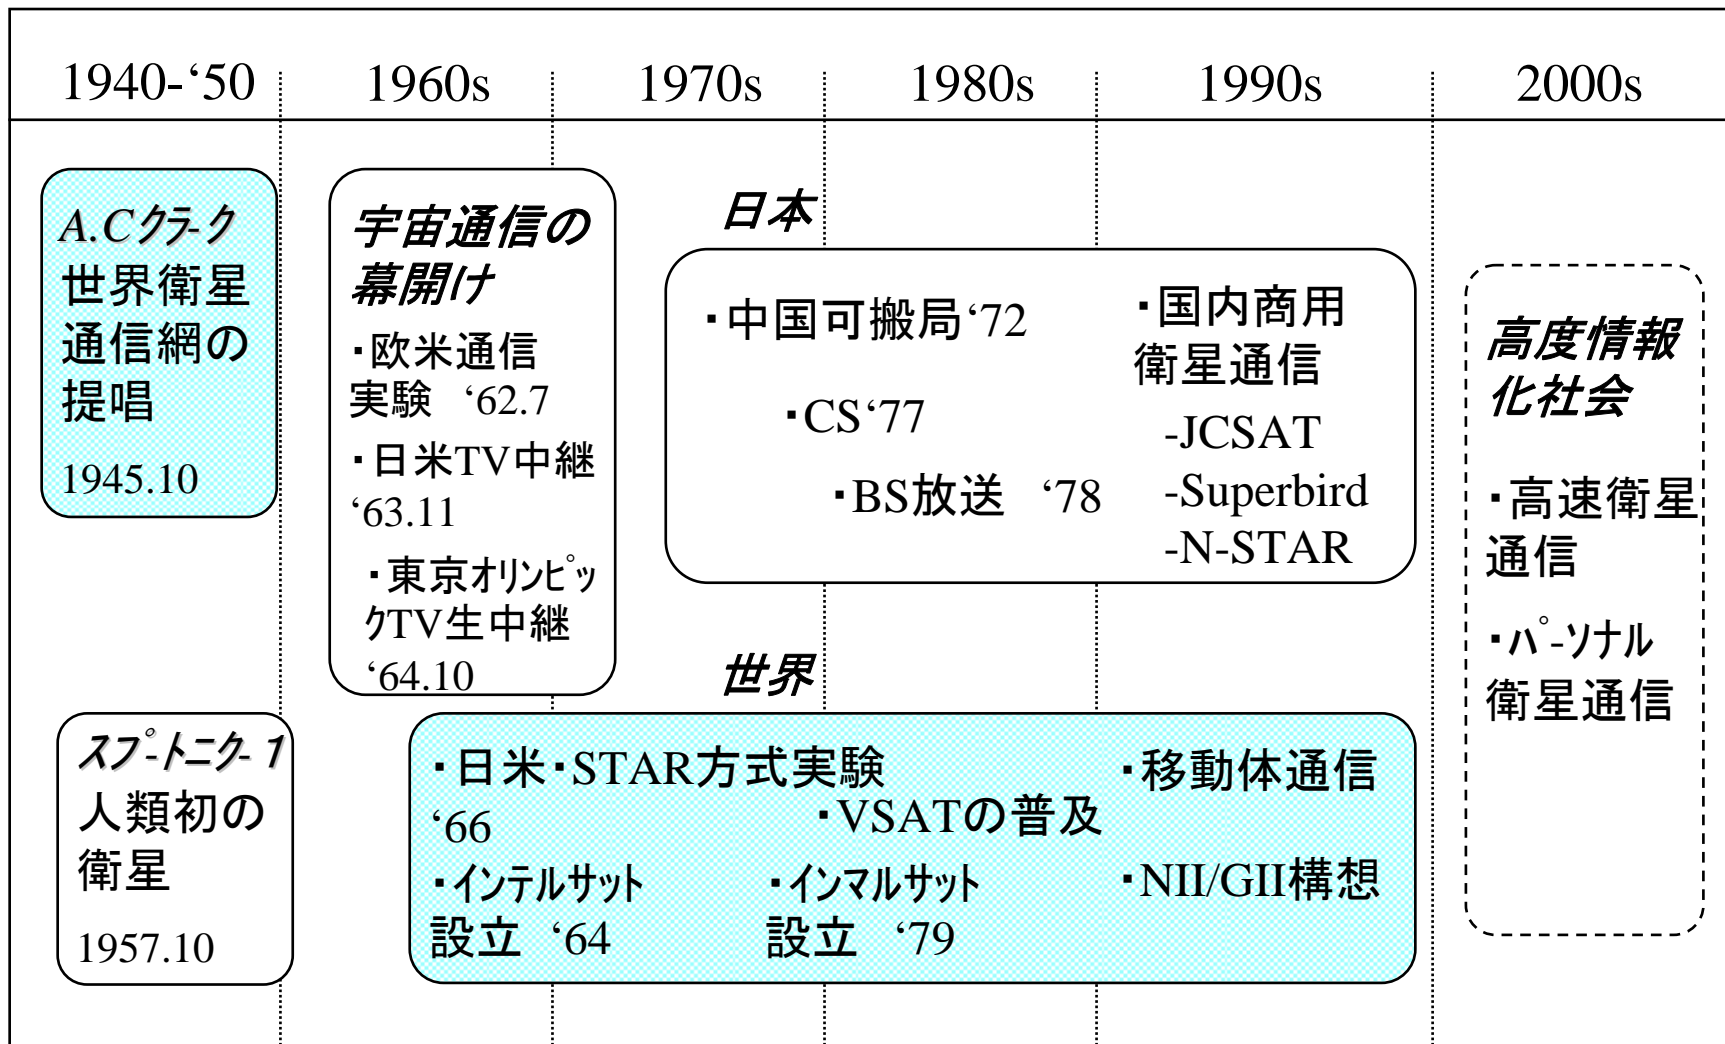 1940-‘50 1960s 1970s 1980s 1990s 2000s
A.Cクラ-ク
世界衛星
通信網の
提唱
1945.10
スプ-トニク-1
人類初の
衛星
1957.10
宇宙通信の
幕開け
・欧米通信
実験 ‘62.7
・日米TV中継
‘63.11
・東京オリンピッ
クTV生中継
‘64.10
日本
・中国可搬局‘72
・CS‘77
・BS放送 ‘78
・国内商用
衛星通信
-JCSAT
-Superbird
-N-STAR
世界
・日米・STAR方式実験
‘66
・インテルサット
設立 ‘64
・VSATの普及
・インマルサット
設立 ‘79
・移動体通信
・NII/GII構想
高度情報
化社会
・高速衛星
通信
・パ-ソナル
衛星通信